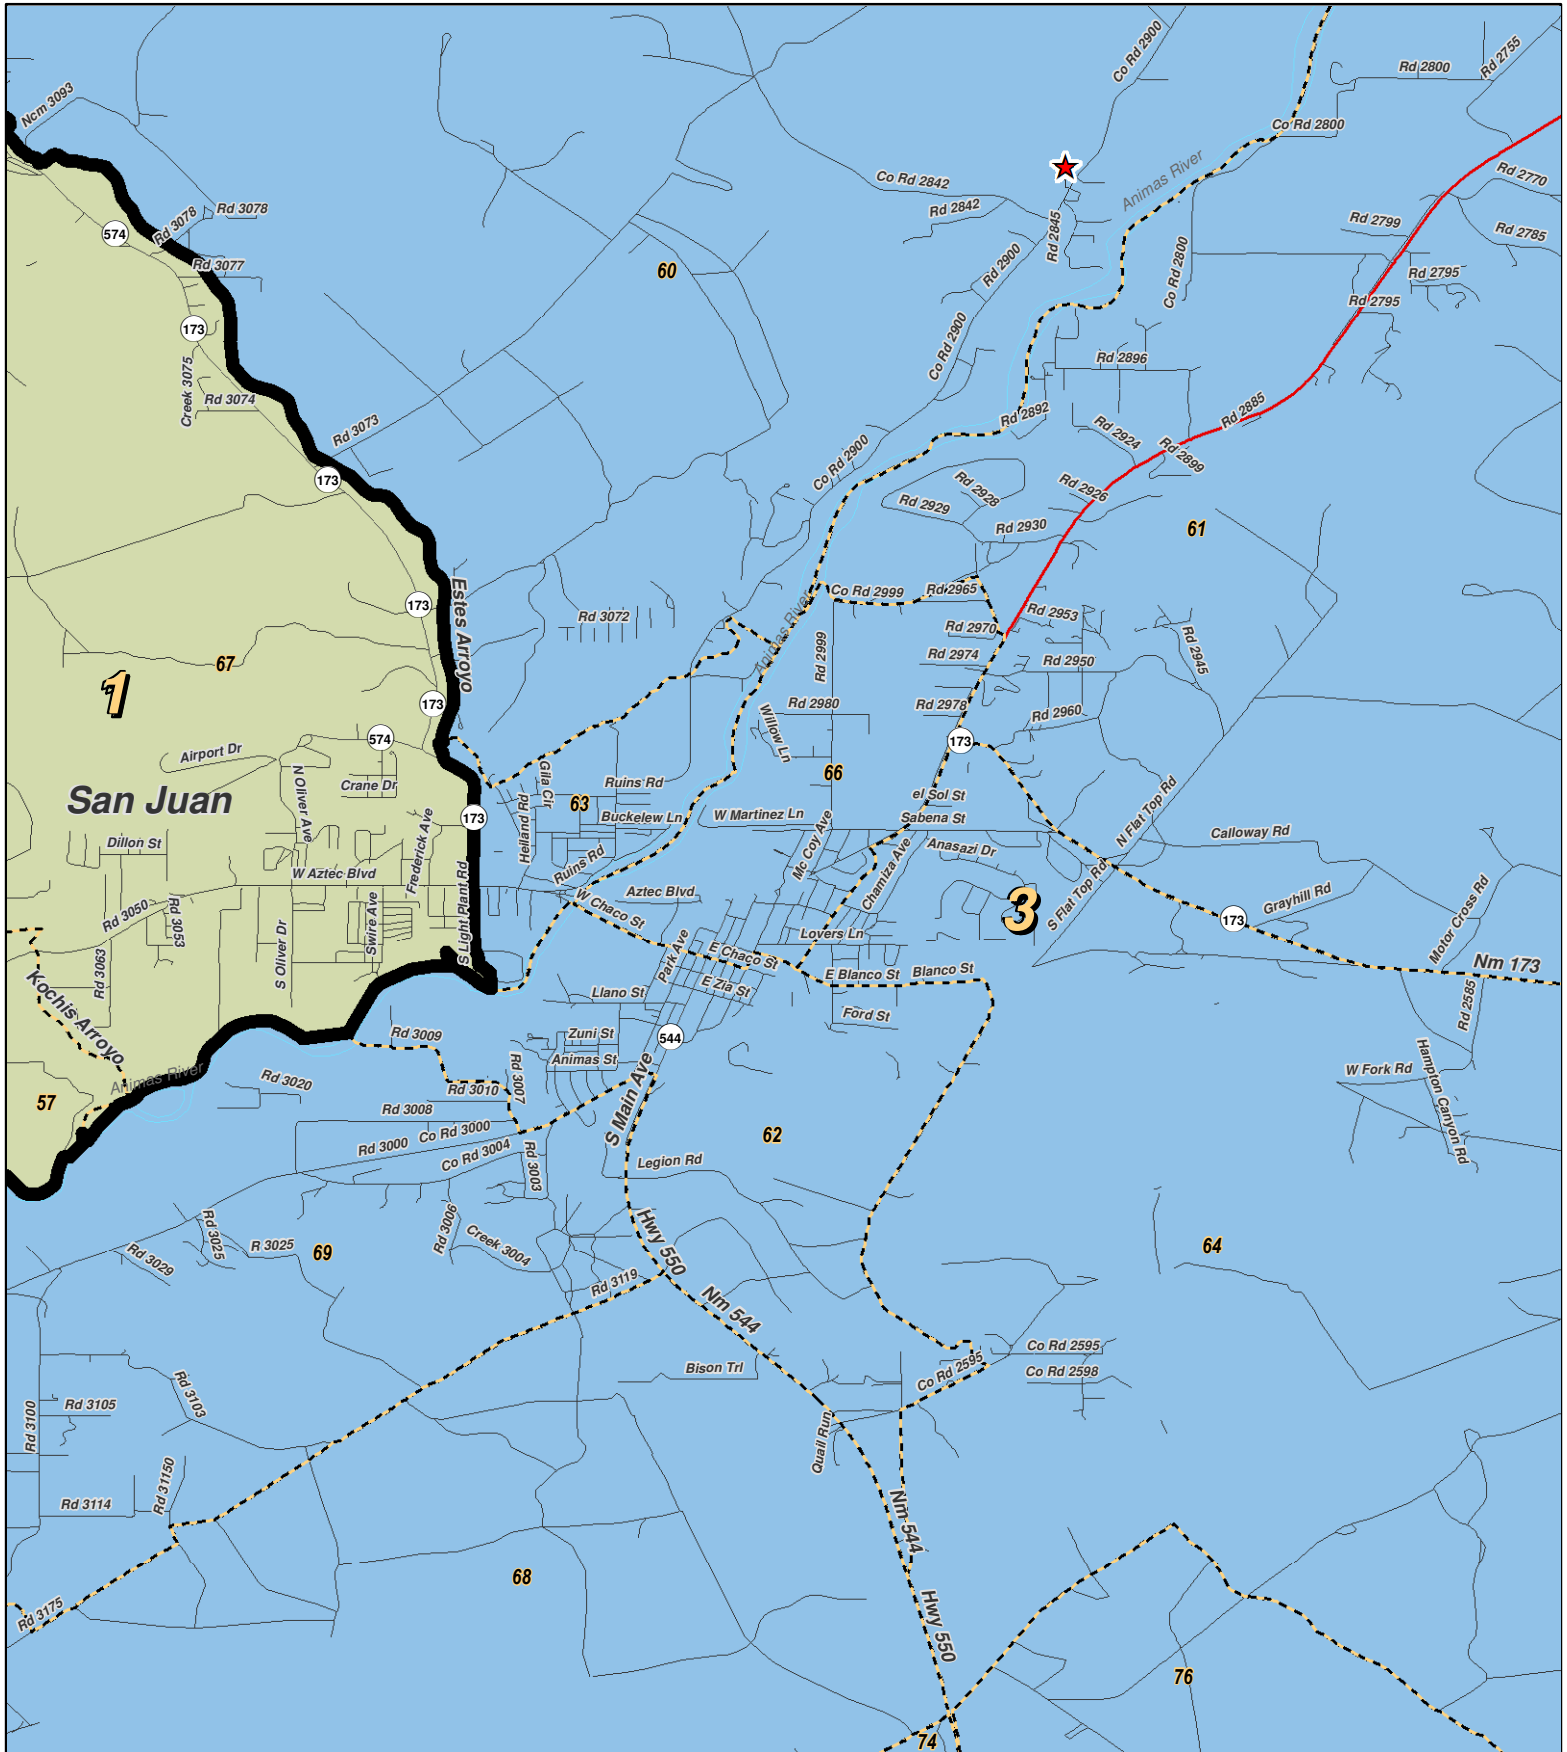 Co Rd 2900
Rd 2755
Rd 2800
Ncm 3093
Co Rd 2800
Animas River
Co Rd 2842
Rd 2770
Rd 3078
Rd 2842
Rd 2799
Rd 3078
574
Rd 2845
Rd 2785
Rd 2900
Rd 3077
60
Co Rd 2800
Rd 2795
Rd 2795
173
Co Rd 2900
Rd 2896
Creek 3075
Rd 3074
Rd 2892
Rd 2885
Rd 3073
Rd 2924
Rd 2899
Co Rd 2900
173
Rd 2928
Rd 2926
Rd 2929
Rd 2930
61
Co Rd 2999
Rd 2965
173
Estes Arroyo
Rd 3072
Rd 2953
Animas River
Rd 2970
Rd 2999
Rd 2974
Rd 2950
Rd 2945
67
1
173
Rd 2980
Rd 2978
Rd 2960
Willow Ln
574
Airport Dr
173
66
Crane Dr
Gila Cir
Ruins Rd
San Juan
N Oliver Ave
63
el Sol St
N Flat Top Rd
Buckelew Ln
W Martinez Ln
Sabena St
173
Heiland Rd
Calloway Rd
Dillon St
Frederick Ave
Mc Coy Ave
Anasazi Dr
Ruins Rd
W Aztec Blvd
Chamiza Ave
Aztec Blvd
S Flat Top Rd
Grayhill Rd
Rd 3050
Rd 3053
Swire Ave
S Light Plant Rd
W Chaco St
3
173
Motor Cross Rd
Lovers Ln
S Oliver Dr
Park Ave
E Chaco St
Nm 173
Rd 3063
E Blanco St
Blanco St
E Zia St
Kochis Arroyo
Llano St
Ford St
Rd 2585
Rd 3009
Zuni St
544
Animas St
Animas River
Rd 3020
Rd 3007
W Fork Rd
Hampton Canyon Rd
57
Rd 3010
S Main Ave
Rd 3008
Co Rd 3000
62
Rd 3000
Co Rd 3004
Rd 3003
Legion Rd
Rd 3025
Rd 3006
R 3025
69
Creek 3004
Hwy 550
64
Rd 3029
Rd 3119
Nm 544
Co Rd 2595
Bison Trl
Co Rd 2595
Co Rd 2598
Rd 3103
Rd 3105
Rd 3100
Quail Run
Rd 31150
Rd 3114
Nm 544
68
Rd 3175
Hwy 550
76
74